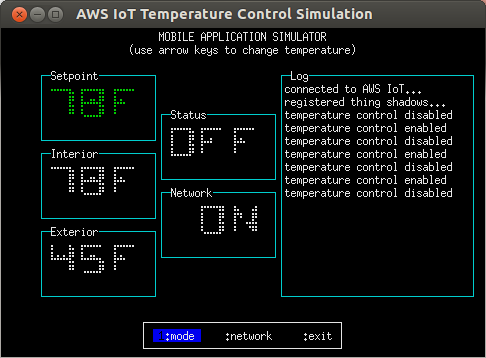 AWS IoT Temperature Control Simulation
MOBILE APPLICATION SIMULATOR
(use arrow keys to change temperature)
Setpoint
78F
Interior
78F
Exterior
45F
Status
OFF
Network
ON
Log
connected to AWS IoT...
registered thing shadows...
temperature control disabled
temperature control enabled
temperature control disabled
temperature control enabled
temperature control disabled
temperature control enabled
temperature control disabled
:mode :network :exit